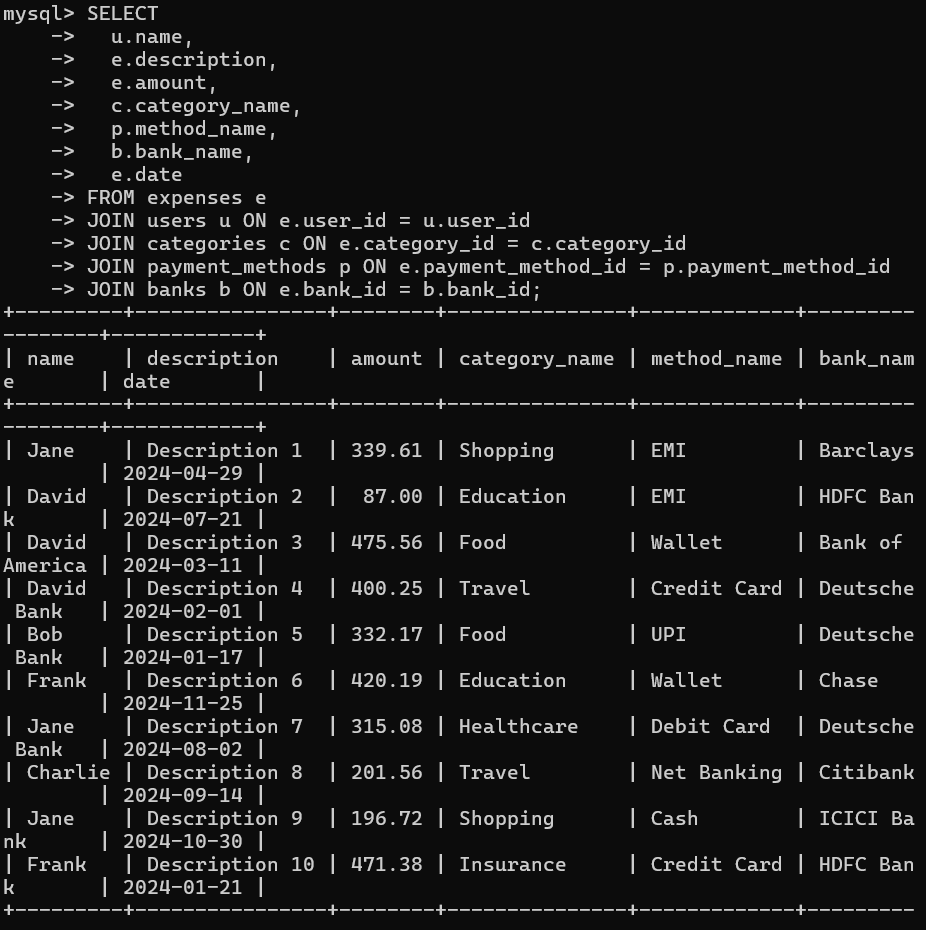 mysql> SELECT
    ->   u.name,
    ->   e.description,
    ->   e.amount,
    ->   c.category_name,
    ->   p.method_name,
    ->   b.bank_name,
    ->   e.date
    -> FROM expenses e
    -> JOIN users u ON e.user_id = u.user_id
    -> JOIN categories c ON e.category_id = c.category_id
    -> JOIN payment_methods p ON e.payment_method_id = p.payment_method_id
    -> JOIN banks b ON e.bank_id = b.bank_id;
+---------+----------------+--------+---------------+-------------+---------
--------+------------+
| name    | description    | amount | category_name | method_name | bank_nam
e       | date       |
+---------+----------------+--------+---------------+-------------+---------
--------+------------+
| Jane    | Description 1  | 339.61 | Shopping      | EMI         | Barclays
        | 2024-04-29 |
| David   | Description 2  |  87.00 | Education     | EMI         | HDFC Ban
k       | 2024-07-21 |
| David   | Description 3  | 475.56 | Food          | Wallet      | Bank of
America | 2024-03-11 |
| David   | Description 4  | 400.25 | Travel        | Credit Card | Deutsche
 Bank   | 2024-02-01 |
| Bob     | Description 5  | 332.17 | Food          | UPI         | Deutsche
 Bank   | 2024-01-17 |
| Frank   | Description 6  | 420.19 | Education     | Wallet      | Chase
        | 2024-11-25 |
| Jane    | Description 7  | 315.08 | Healthcare    | Debit Card  | Deutsche
 Bank   | 2024-08-02 |
| Charlie | Description 8  | 201.56 | Travel        | Net Banking | Citibank
        | 2024-09-14 |
| Jane    | Description 9  | 196.72 | Shopping      | Cash        | ICICI Ba
nk      | 2024-10-30 |
| Frank   | Description 10 | 471.38 | Insurance     | Credit Card | HDFC Ban
k       | 2024-01-21 |
+---------+----------------+--------+---------------+-------------+---------